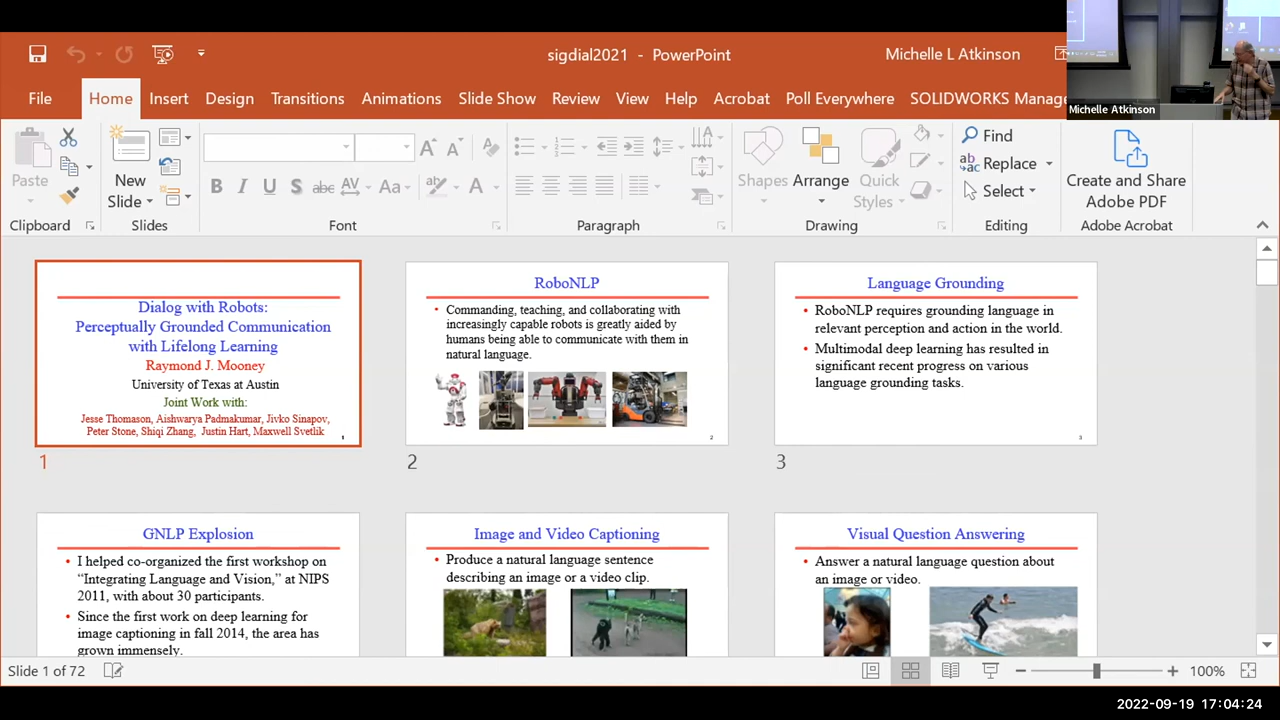 sigdial2021 - PowerPoint
Michelle L Atkinson
File Home Insert Design Transitions Animations Slide Show Review View Help Acrobat Poll Everywhere SOLIDWORKS Manage
Michelle Atkinson
Paste
New
Slide
B I U S abc AV Aa A
Shapes Arrange Quick
Styles
Find
Replace
Select
Create and Share
Adobe PDF
Clipboard Slides Font Paragraph Drawing Editing Adobe Acrobat
Dialog with Robots:
Perceptually Grounded Communication
with Lifelong Learning
Raymond J. Mooney
University of Texas at Austin
Joint Work with:
Jesse Thomason, Aishwarya Padmakumar, Jivko Sinapov,
Peter Stone, Shiqi Zhang, Justin Hart, Maxwell Svetlik
1
1
RoboNLP
• Commanding, teaching, and collaborating with
increasingly capable robots is greatly aided by
humans being able to communicate with them in
natural language.
2
2
Language Grounding
• RoboNLP requires grounding language in
relevant perception and action in the world.
• Multimodal deep learning has resulted in
significant recent progress on various
language grounding tasks.
3
3
GNLP Explosion
• I helped co-organized the first workshop on
“Integrating Language and Vision,” at NIPS
2011, with about 30 participants.
• Since the first work on deep learning for
image captioning in fall 2014, the area has
grown immensely.
Image and Video Captioning
• Produce a natural language sentence
describing an image or a video clip.
Visual Question Answering
• Answer a natural language question about
an image or video.
Slide 1 of 72
100%
2022-09-19 17:04:24